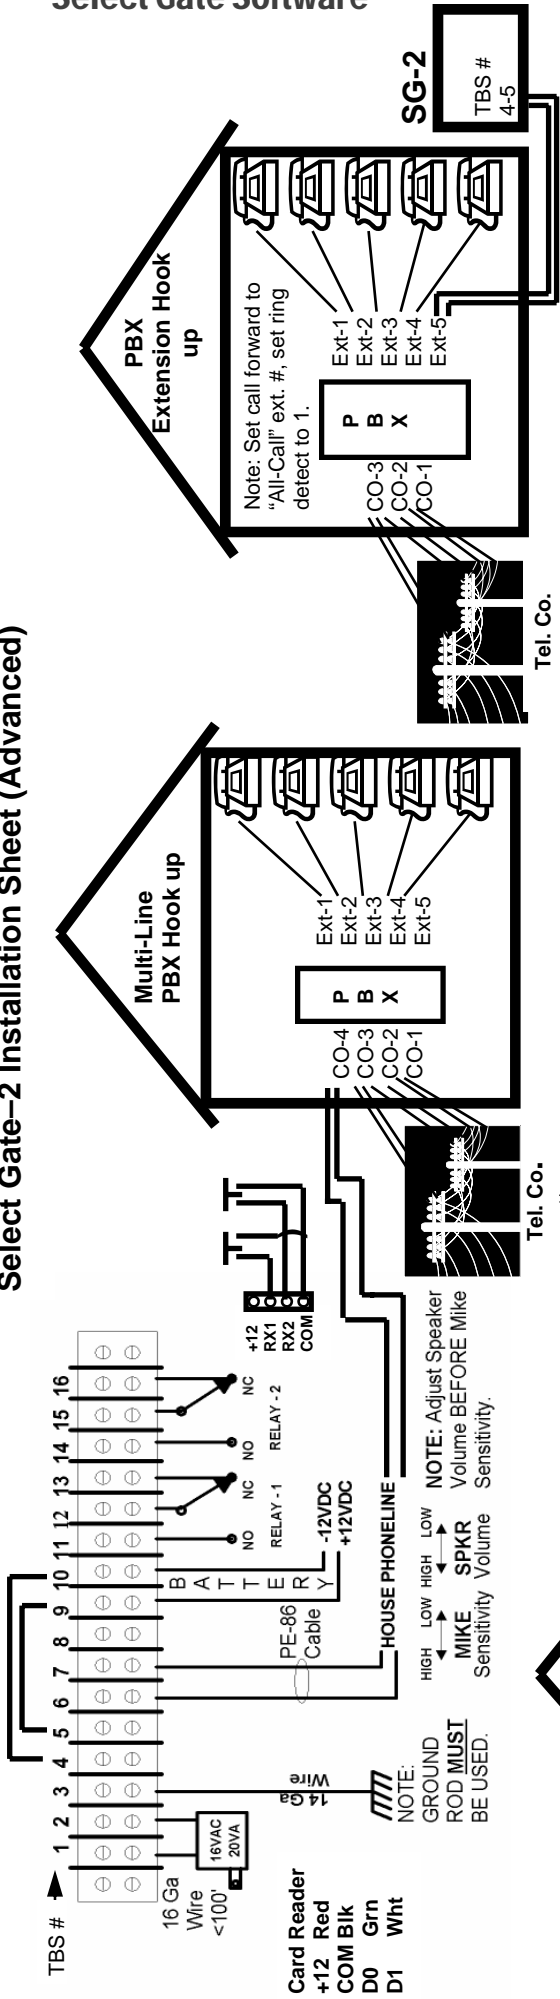 Select Gate Software
Select Gate–2 Installation Sheet (Advanced)
TBS #
1 2 3 4 5 6 7 8 9 10 11 12 13 14 15 16
16 Ga
Wire
<100'
16VAC
20VA
14 Ga
Wire
NOTE:
GROUND
ROD MUST
BE USED.
Card Reader
+12 Red
COM Blk
D0 Grn
D1 Wht
PE-86
Cable
BATTERY
-12VDC
+12VDC
HOUSE PHONELINE
NO
NC
RELAY - 1
NO
NC
RELAY - 2
+12
RX1
RX2
COM
HIGH LOW
MIKE
Sensitivity
HIGH LOW
SPKR
Volume
NOTE: Adjust Speaker
Volume BEFORE Mike
Sensitivity.
Multi-Line
PBX Hook up
CO-4
CO-3
CO-2
CO-1
P
B
X
Ext-1
Ext-2
Ext-3
Ext-4
Ext-5
Tel. Co.
PBX
Extension Hook
up
Note: Set call forward to
“All-Call” ext. #, set ring
detect to 1.
CO-3
CO-2
CO-1
P
B
X
Ext-1
Ext-2
Ext-3
Ext-4
Ext-5
Tel. Co.
SG-2
TBS #
4-5